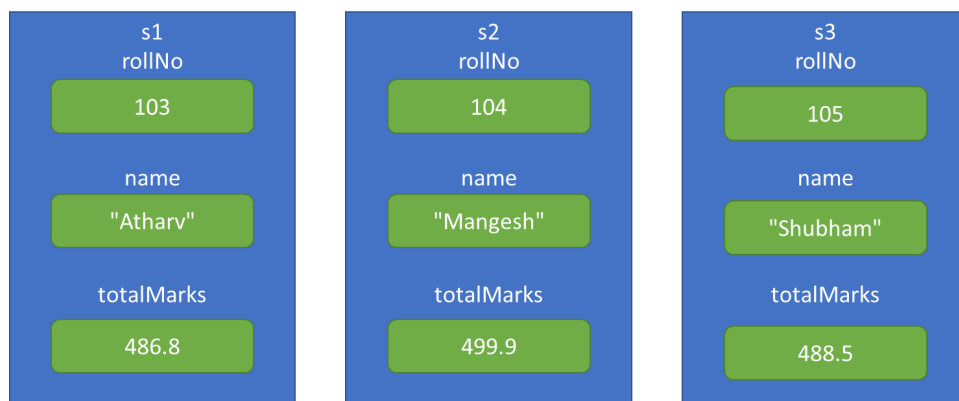 s1
rollNo
103
name
"Atharv"
totalMarks
486.8
s2
rollNo
104
name
"Mangesh"
totalMarks
499.9
s3
rollNo
105
name
"Shubham"
totalMarks
488.5